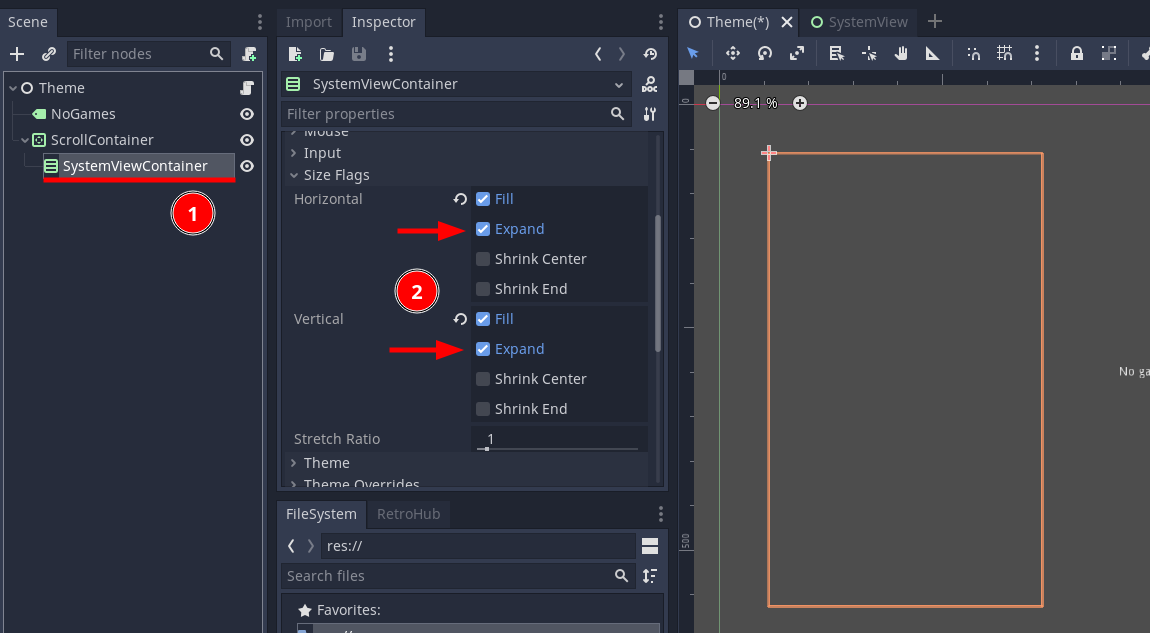 Scene
Filter nodes
Theme
NoGames
ScrollContainer
SystemViewContainer
1
Import
Inspector
SystemViewContainer
DOC
Filter properties
Mouse
Input
Size Flags
Horizontal
Fill
Expand
Shrink Center
Shrink End
2
Vertical
Fill
Expand
Shrink Center
Shrink End
Stretch Ratio
1
Theme
Theme Overrides
FileSystem
RetroHub
res://
Search files
Favorites:
Theme(*)
SystemView
0
0
89.1 %
No ga
500